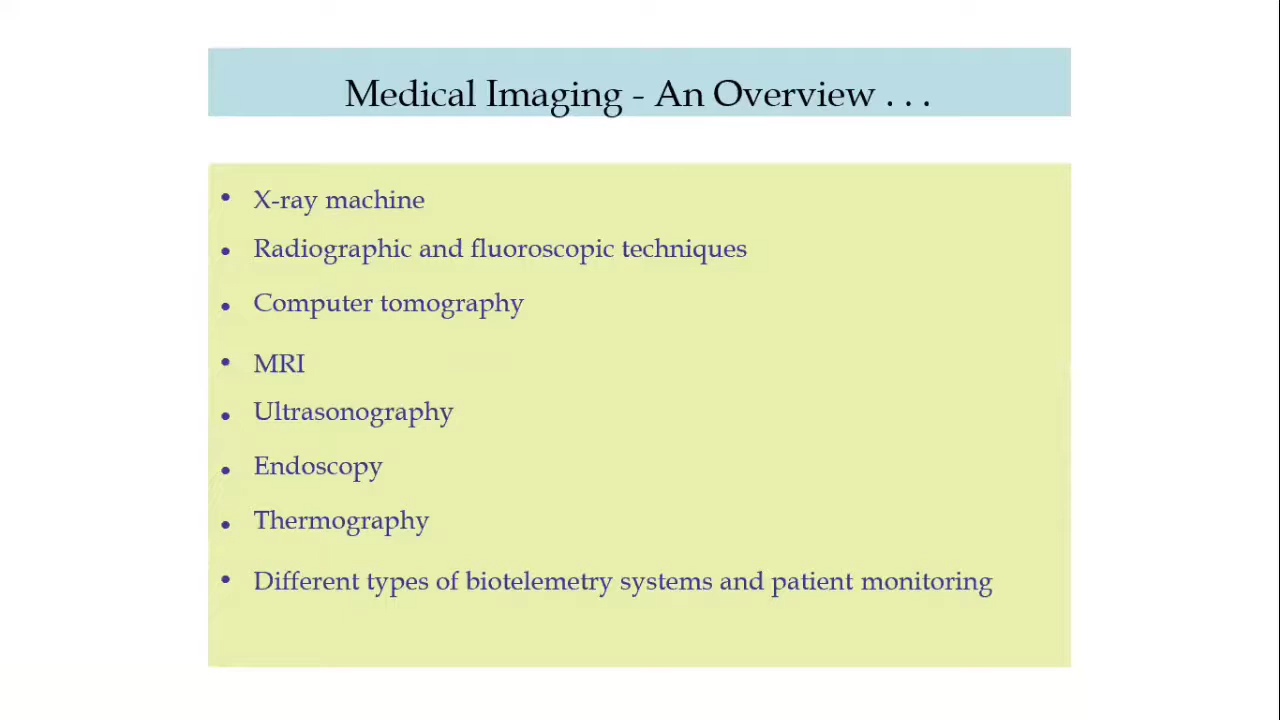 Medical Imaging - An Overview . . .
• X-ray machine
• Radiographic and fluoroscopic techniques
• Computer tomography
• MRI
• Ultrasonography
• Endoscopy
• Thermography
• Different types of biotelemetry systems and patient monitoring